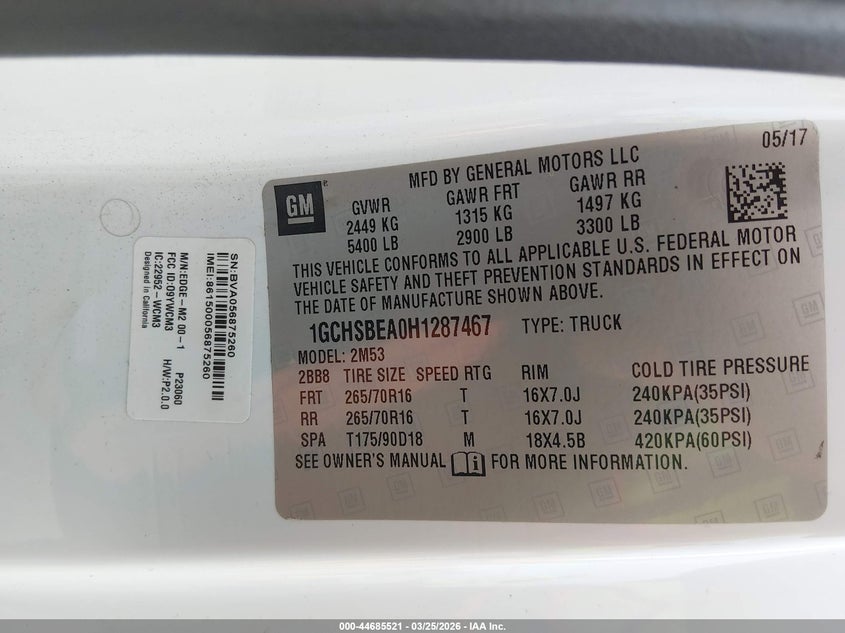 05/17
MFD BY GENERAL MOTORS LLC
GM
GVWR GAWR FRT GAWR RR
2449 KG 1315 KG 1497 KG
5400 LB 2900 LB 3300 LB
THIS VEHICLE CONFORMS TO ALL APPLICABLE U.S. FEDERAL MOTOR
VEHICLE SAFETY AND THEFT PREVENTION STANDARDS IN EFFECT ON
THE DATE OF MANUFACTURE SHOWN ABOVE.
1GCHSBEA0H1287467 TYPE: TRUCK
MODEL: 2M53
2BB8 TIRE SIZE SPEED RTG RIM COLD TIRE PRESSURE
FRT 265/70R16 T 16X7.0J 240KPA(35PSI)
RR 265/70R16 T 16X7.0J 240KPA(35PSI)
SPA T175/90D18 M 18X4.5B 420KPA(60PSI)
SEE OWNER'S MANUAL FOR MORE INFORMATION.
SN:BVA056875260
IMEI:861500056875260
M/N:EDGE-M2 00-1 P23060
FCC ID:O9YWCM3 H/W:P2.0.0
IC:22952-WCM3
Designed in California
000-44685521 | 03/25/2026 | IAA Inc.